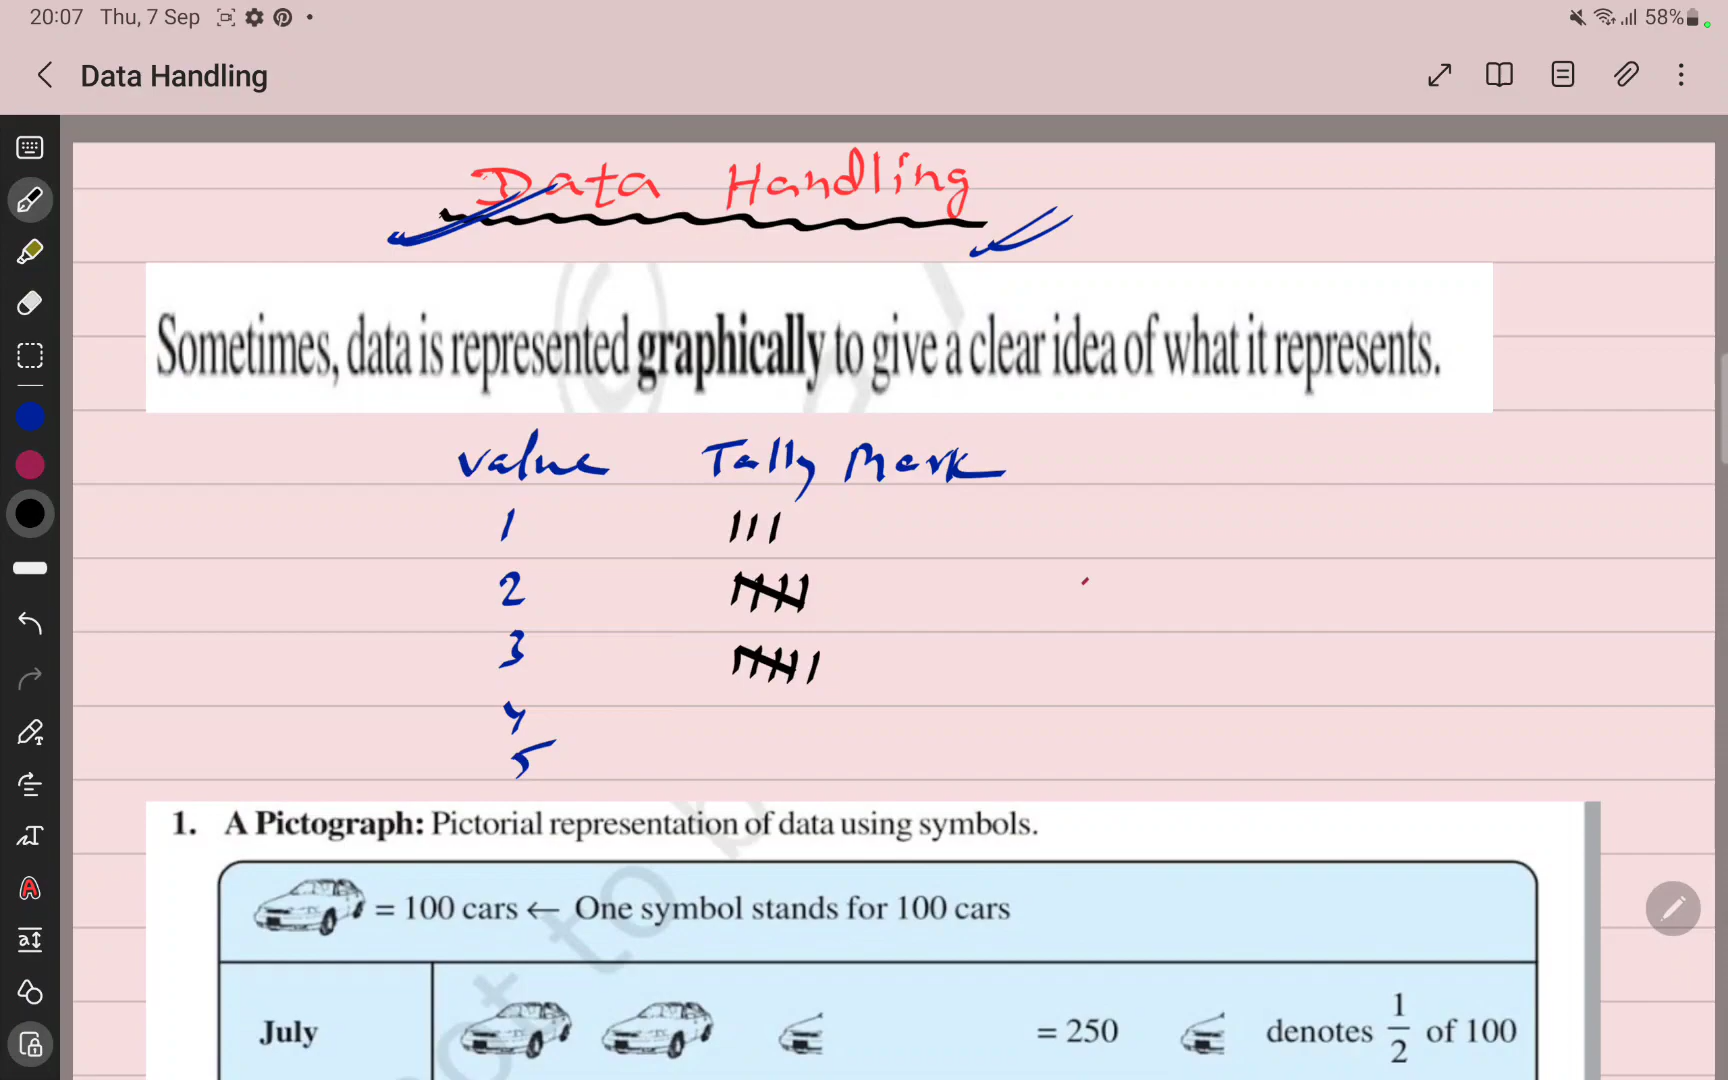 20:07 Thu, 7 Sep 58%
Data Handling
Data Handling
Sometimes, data is represented graphically to give a clear idea of what it represents.
value Tally Mark
1
2
3
4
5
1. A Pictograph: Pictorial representation of data using symbols.
= 100 cars ← One symbol stands for 100 cars
July = 250 denotes 1/2 of 100